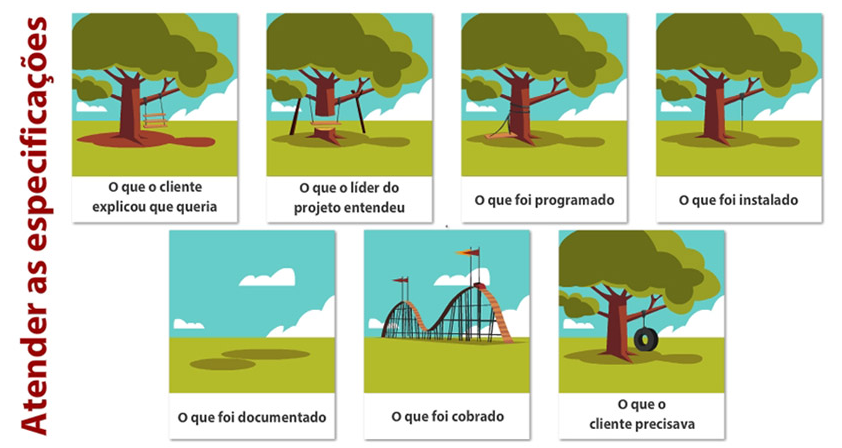 Atender as especificações
O que o cliente
explicou que queria
O que o líder do
projeto entendeu
O que foi programado
O que foi instalado
O que foi documentado
O que foi cobrado
O que o
cliente precisava